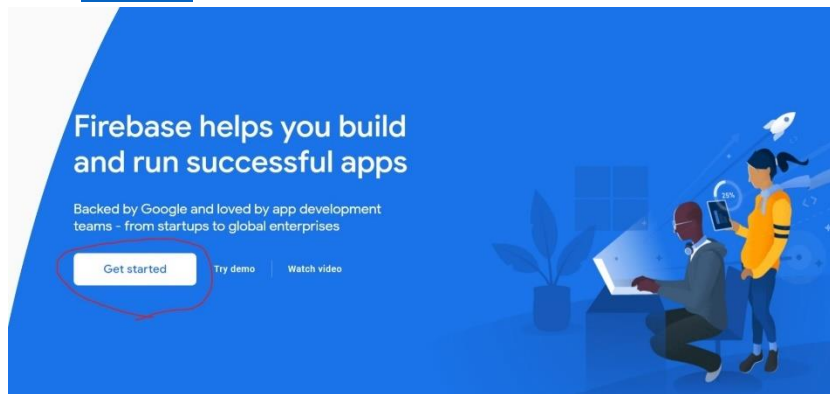 Firebase helps you build
and run successful apps
Backed by Google and loved by app development
teams - from startups to global enterprises
Get started
Try demo
Watch video
25%